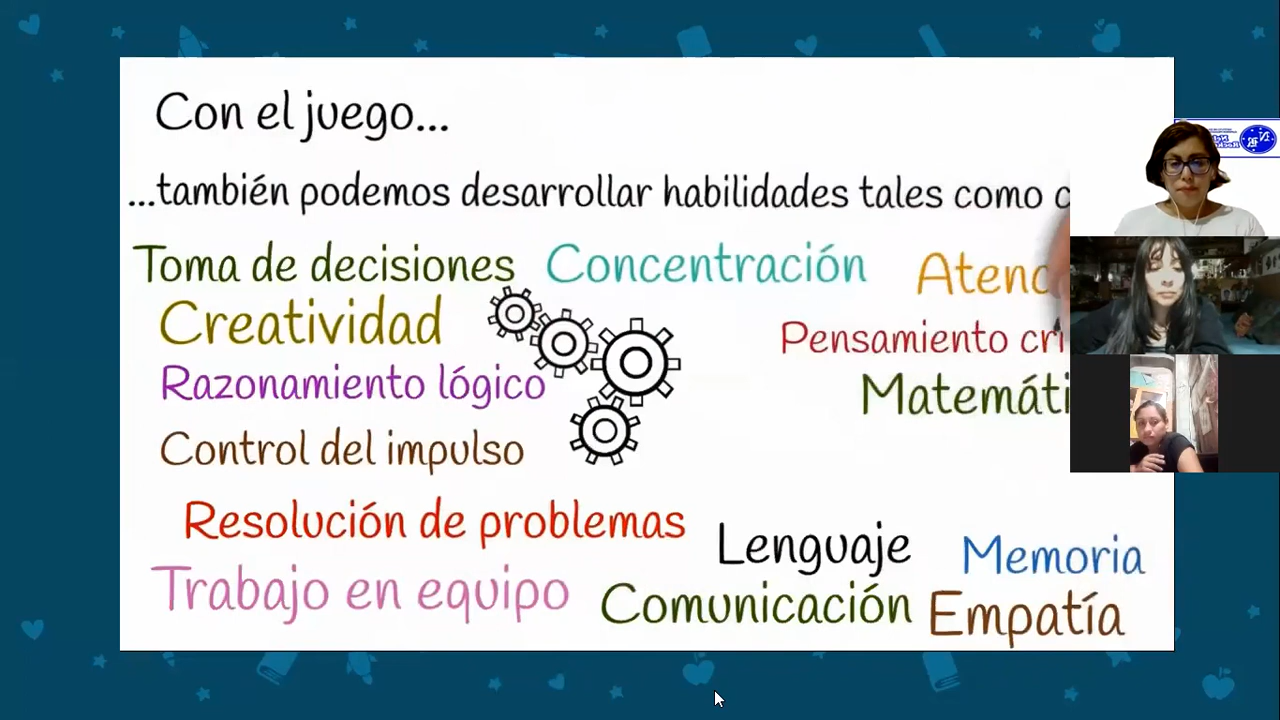 Con el juego...
...también podemos desarrollar habilidades tales como
Toma de decisiones Concentración
Creatividad
Pensamiento
Razonamiento lógico
Control del impulso
Resolución de problemas
Lenguaje Memoria
Trabajo en equipo Comunicación Empatía